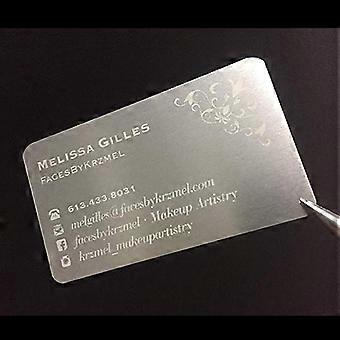 MELISSA GILLES
FACESBYKRZMEL
613.433.8031
melgilles@facesbykrzmel.com
facesbykrzmel · Makeup Artistry
krzmel_makeupartistry